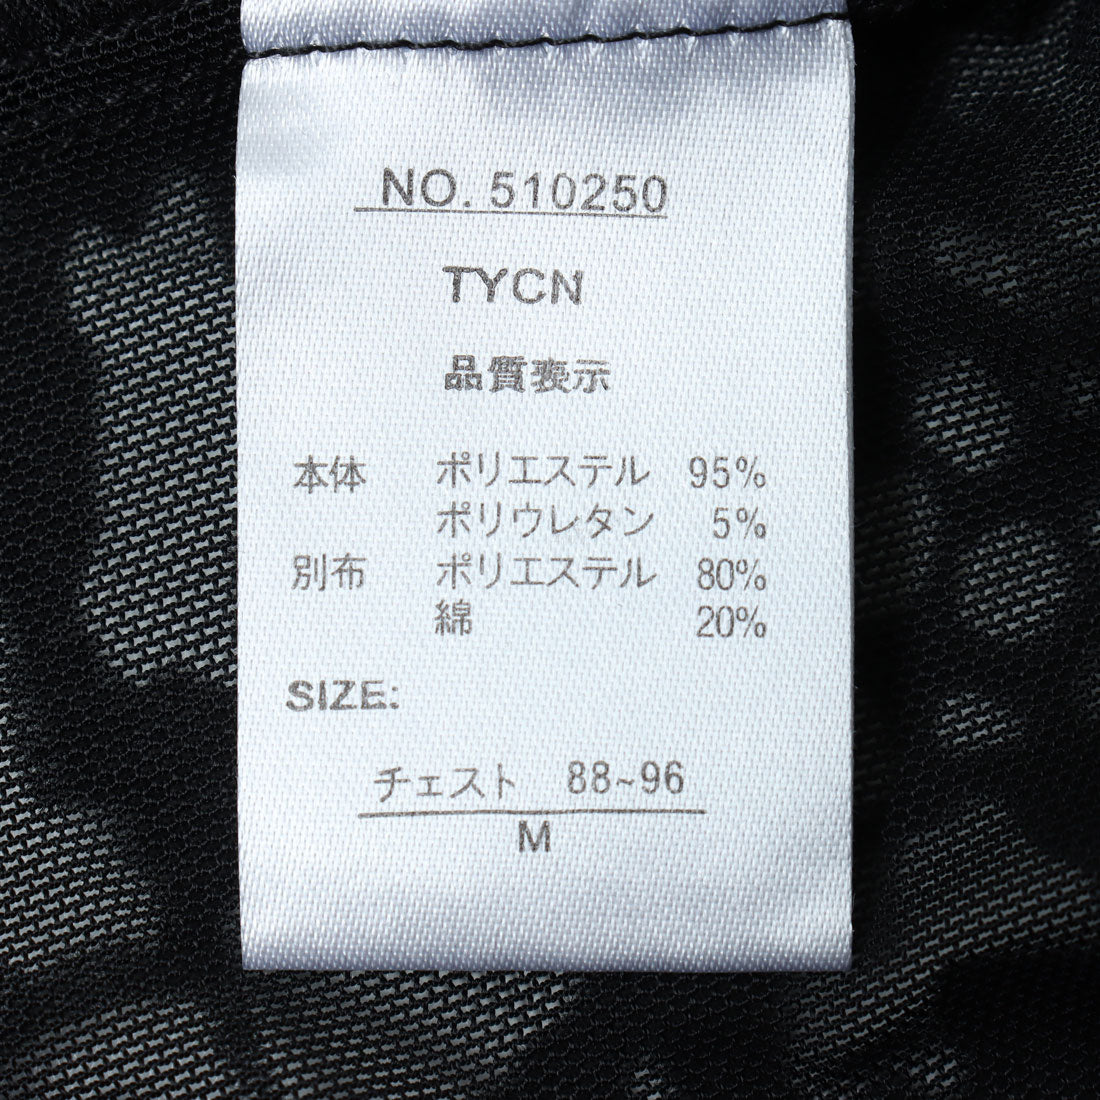 NO. 510250
TYCN
品質表示
本体 ポリエステル 95%
ポリウレタン 5%
別布 ポリエステル 80%
綿 20%
SIZE:
チェスト 88~96
M